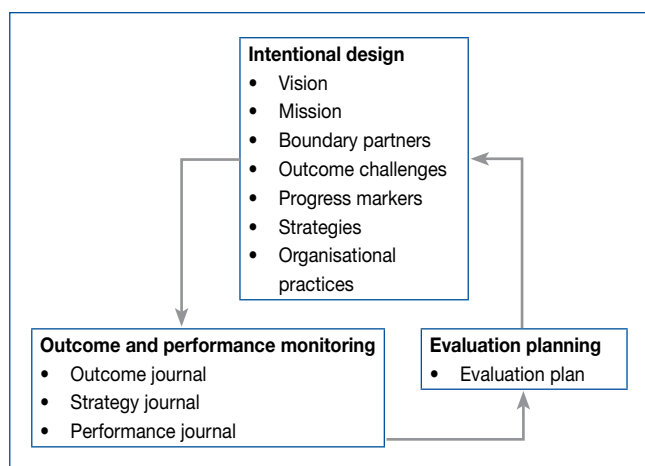 Intentional design
• Vision
• Mission
• Boundary partners
• Outcome challenges
• Progress markers
• Strategies
• Organisational
practices
Outcome and performance monitoring
• Outcome journal
• Strategy journal
• Performance journal
Evaluation planning
• Evaluation plan